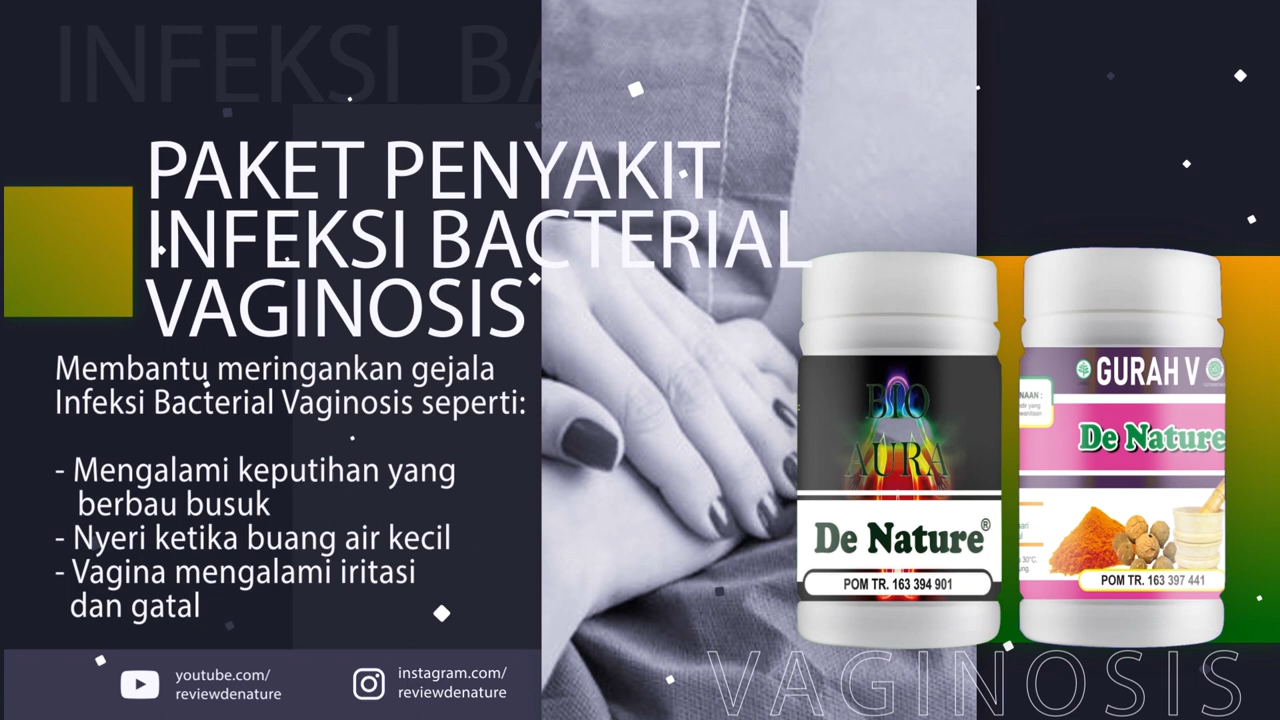 INFEKSI BA
PAKET PENYAKIT
INFEKSI BACTERIAL
VAGINOSIS
Membantu meringankan gejala
Infeksi Bacterial Vaginosis seperti:
- Mengalami keputihan yang
berbau busuk
- Nyeri ketika buang air kecil
- Vagina mengalami iritasi
dan gatal
youtube.com/
reviewdenature
instagram.com/
reviewdenature
BIO
AURA
De Nature®
POM TR. 163 394 901
GURAH V
NAAN :
De Nature
30°C.
POM TR. 163 397 441
VAGINOSIS